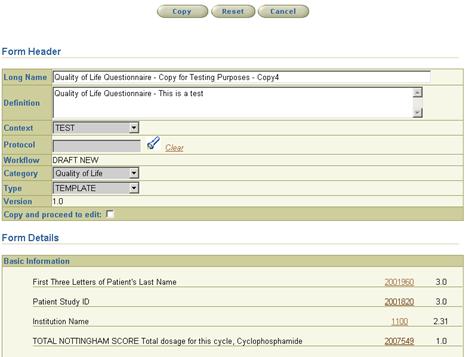 Copy Reset Cancel
Form Header
Long Name Quality of Life Questionnaire - Copy for Testing Purposes - Copy4
Definition Quality of Life Questionnaire - This is a test
Context TEST
Protocol Clear
Workflow DRAFT NEW
Category Quality of Life
Type TEMPLATE
Version 1.0
Copy and proceed to edit:
Form Details
Basic Information
First Three Letters of Patient's Last Name 2001960 3.0
Patient Study ID 2001820 3.0
Institution Name 1100 2.31
TOTAL NOTTINGHAM SCORE Total dosage for this cycle, Cyclophosphamide 2007549 1.0